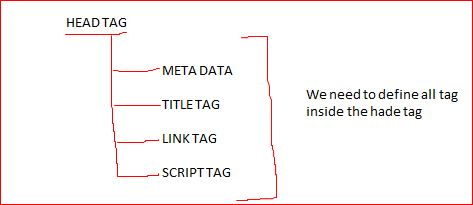 HEAD TAG
META DATA
TITLE TAG
LINK TAG
SCRIPT TAG
We need to define all tag
inside the hade tag